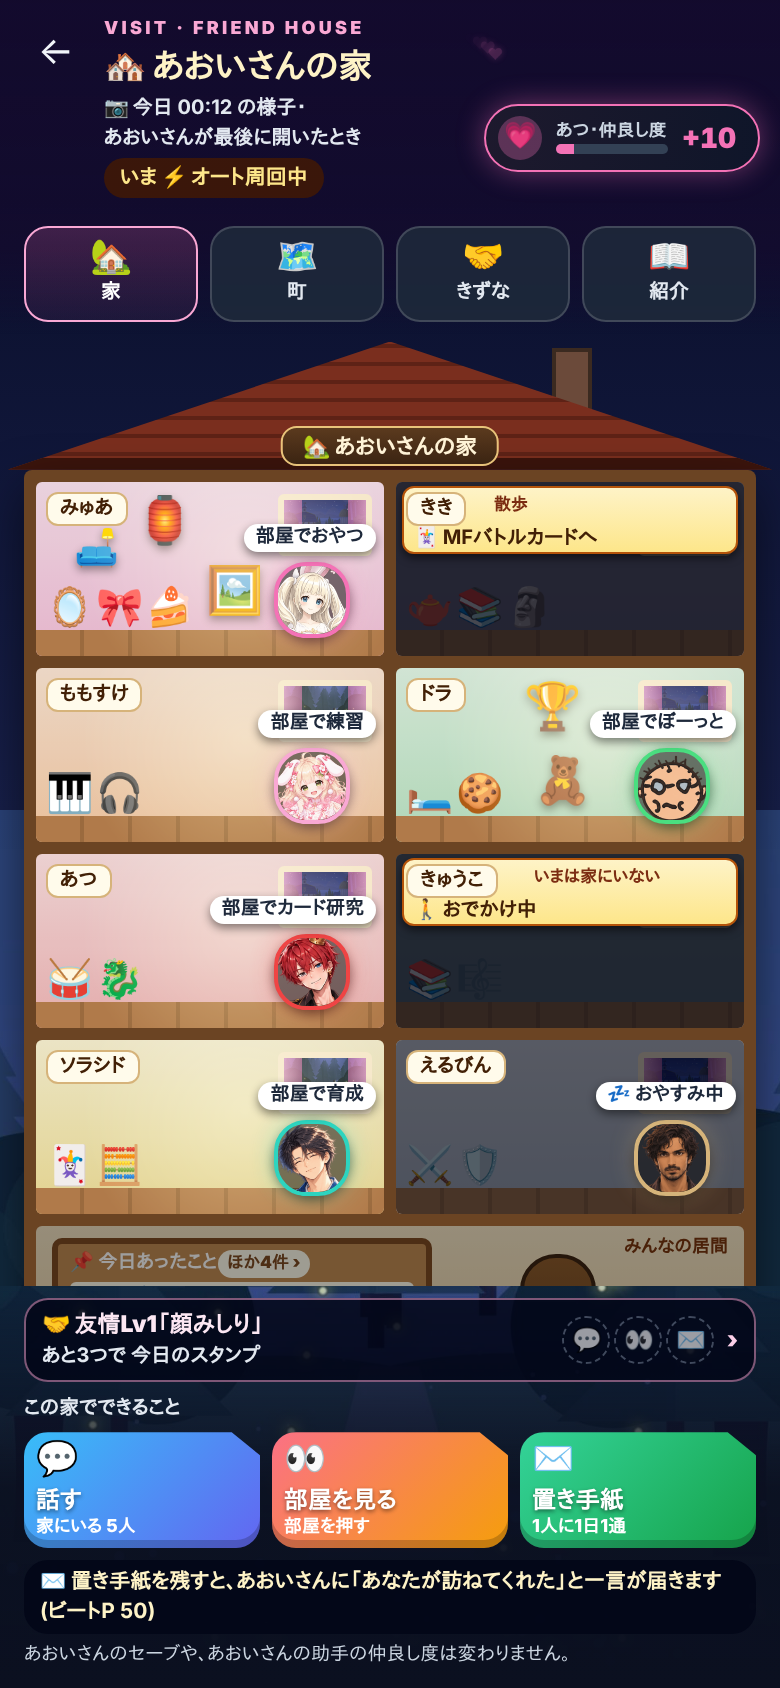 VISIT · FRIEND HOUSE
あおいさんの家
今日 00:12 の様子・
あおいさんが最後に開いたとき
いま⚡オート周回中
あつ・仲良し度 +10
家
町
きずな
紹介
あおいさんの家
みゅあ
部屋でおやつ
きき
散歩
MFバトルカードへ
ももすけ
部屋で練習
ドラ
部屋でぼーっと
あつ
部屋でカード研究
きゅうこ
いまは家にいない
おでかけ中
ソラシド
部屋で育成
えるびん
💤 おやすみ中
今日あったこと
ほか4件 ›
みんなの居間
友情Lv1「顔みしり」
あと3つで 今日のスタンプ
この家でできること
話す
家にいる 5人
部屋を見る
部屋を押す
置き手紙
1人に1日1通
置き手紙を残すと、あおいさんに「あなたが訪ねてくれた」と一言が届きます
(ビートP 50)
あおいさんのセーブや、あおいさんの助手の仲良し度は変わりません。